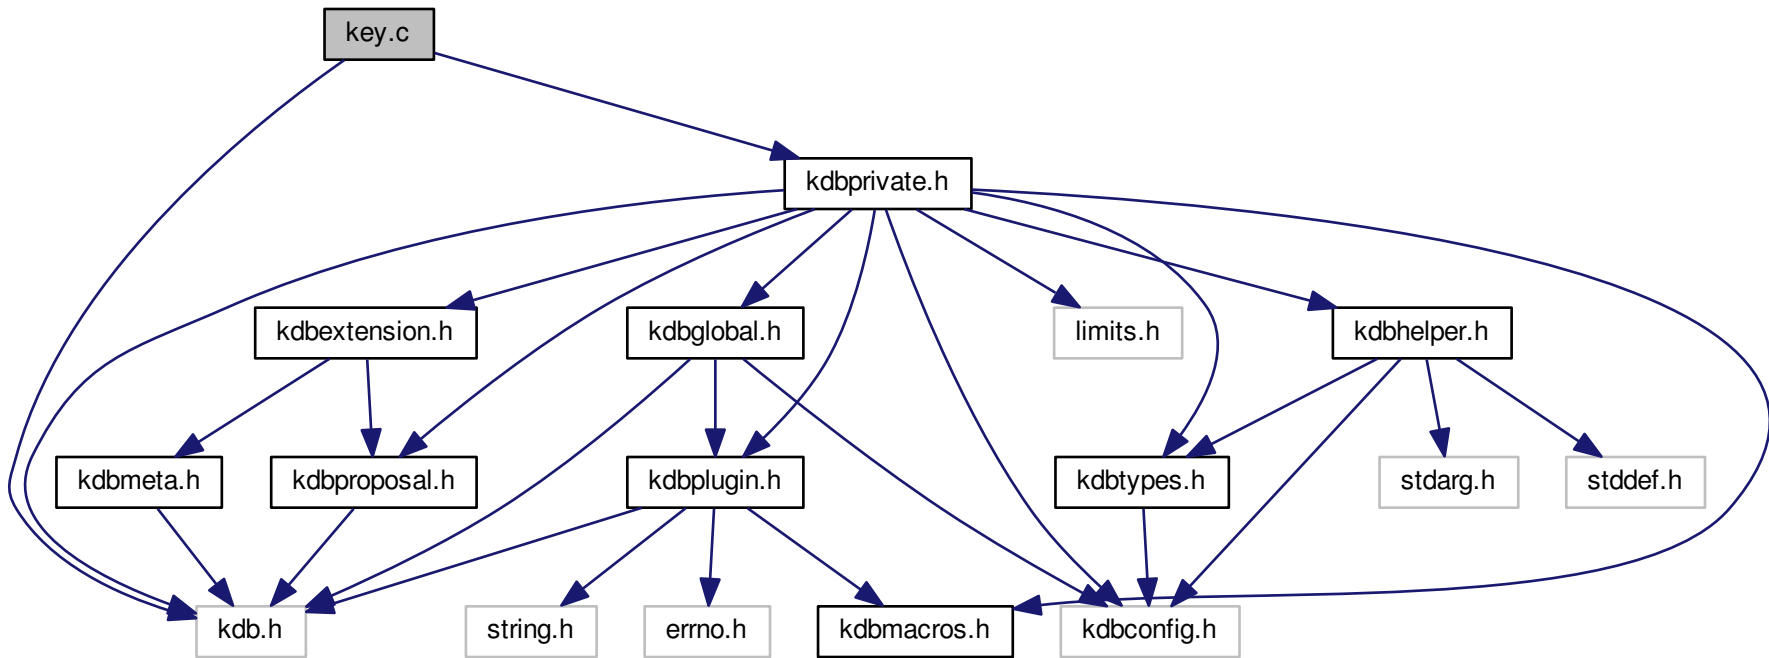 key.c
kdbprivate.h
kdbextension.h
kdbglobal.h
limits.h
kdbhelper.h
kdbmeta.h
kdbproposal.h
kdbplugin.h
kdbtypes.h
stdarg.h
stddef.h
kdb.h
string.h
errno.h
kdbmacros.h
kdbconfig.h